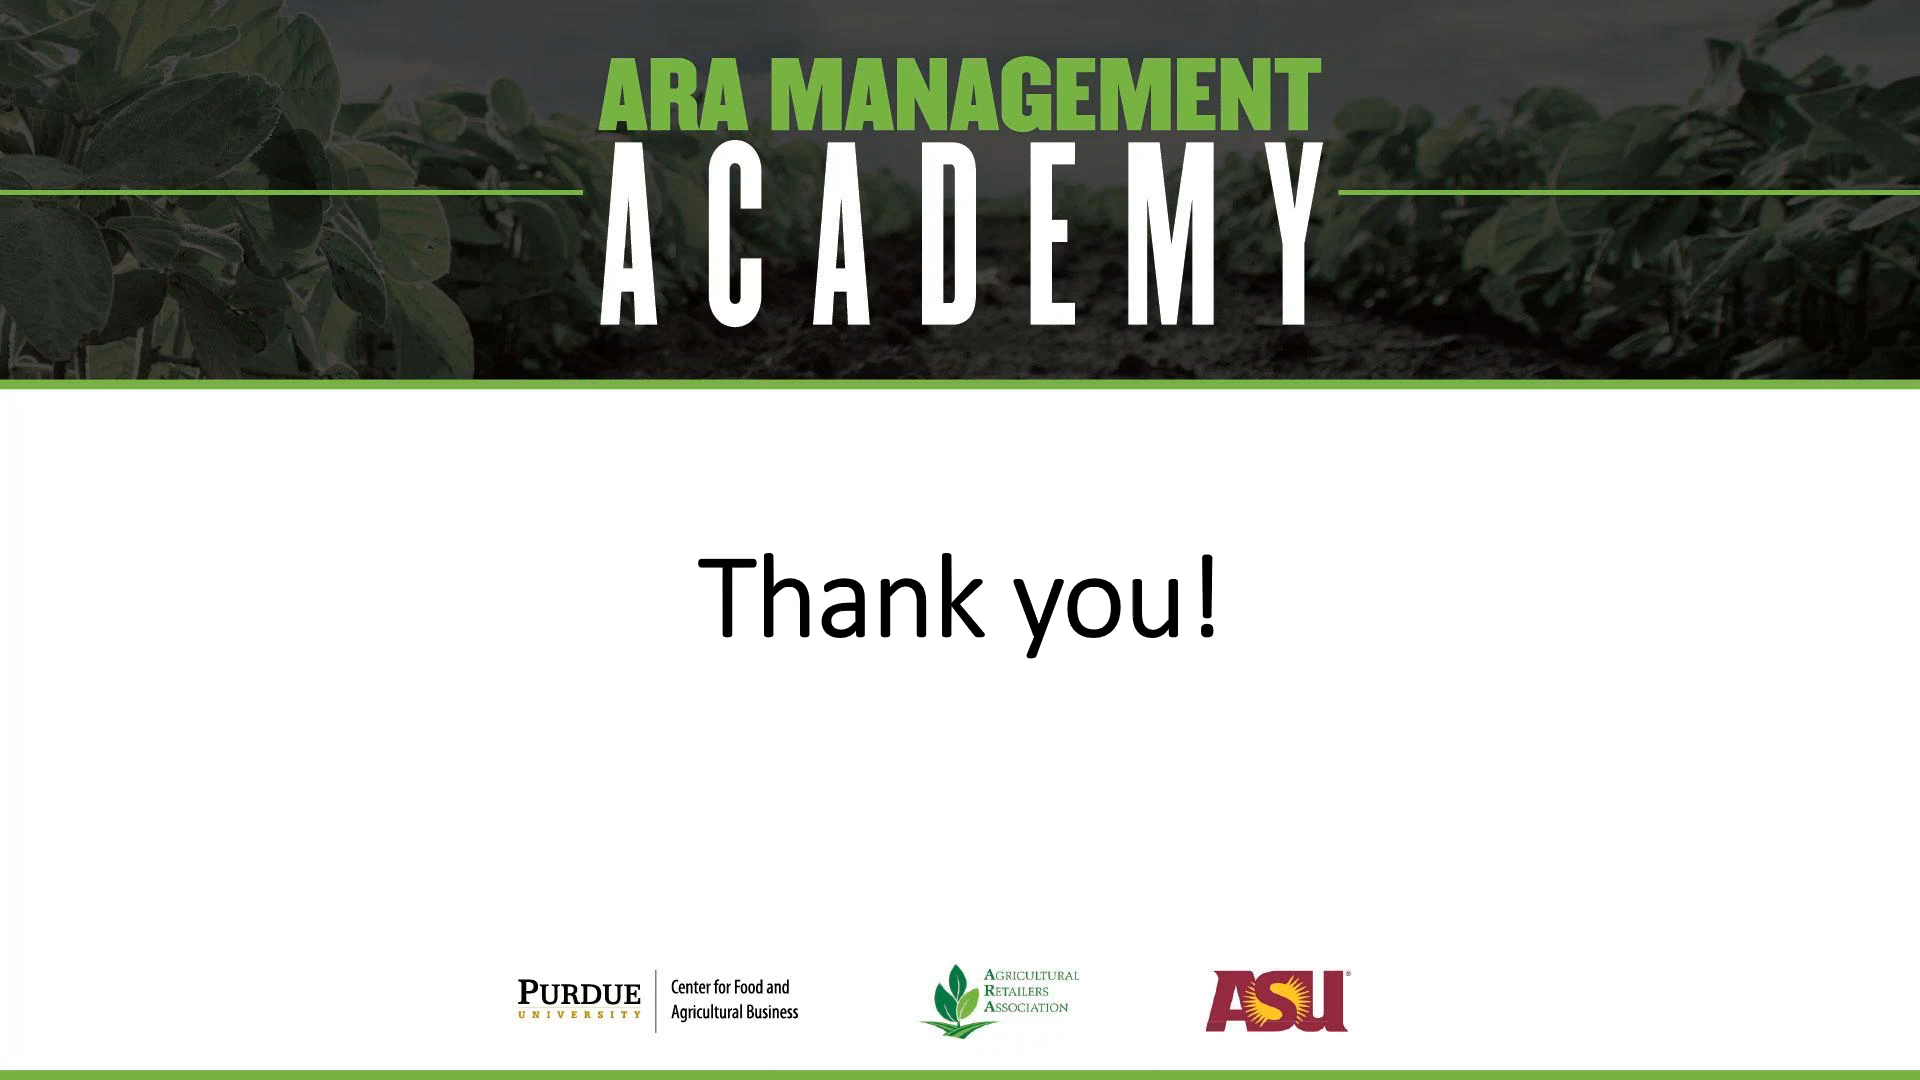 ARA MANAGEMENT
ACADEMY
Thank you!
PURDUE
UNIVERSITY
Center for Food and
Agricultural Business
AGRICULTURAL
RETAILERS
ASSOCIATION
ASU®